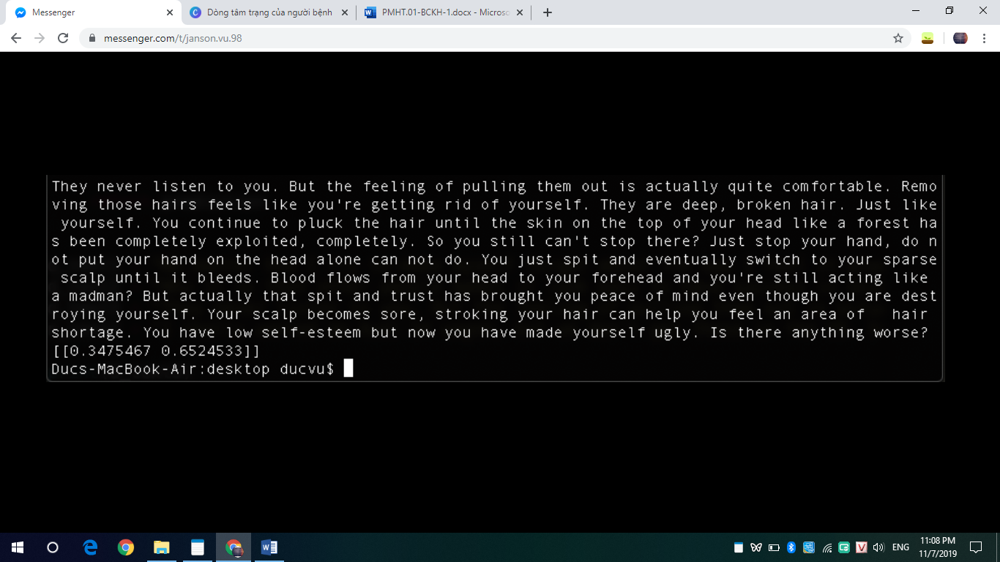 Messenger
Dòng tâm trạng của người bệnh
PMHT.01-BCKH-1.docx - Microso
messenger.com/t/janson.vu.98
They never listen to you. But the feeling of pulling them out is actually quite comfortable. Remo
ving those hairs feels like you're getting rid of yourself. They are deep, broken hair. Just like
yourself. You continue to pluck the hair until the skin on the top of your head like a forest ha
s been completely exploited, completely. So you still can't stop there? Just stop your hand, do n
ot put your hand on the head alone can not do. You just spit and eventually switch to your sparse
scalp until it bleeds. Blood flows from your head to your forehead and you're still acting like
a madman? But actually that spit and trust has brought you peace of mind even though you are dest
roying yourself. Your scalp becomes sore, stroking your hair can help you feel an area of   hair
shortage. You have low self-esteem but now you have made yourself ugly. Is there anything worse?
[[0.3475467 0.6524533]]
Ducs-MacBook-Air:desktop ducvu$
ENG
11:08 PM
11/7/2019